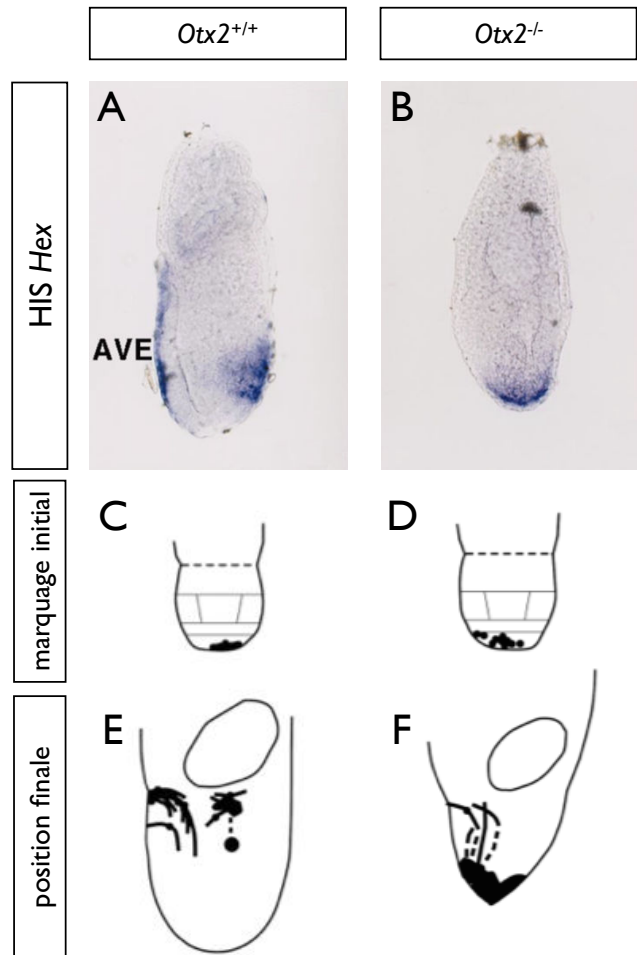 Otx2+/+
Otx2-/-
HIS Hex
A
B
AVE
marquage initial
C
D
position finale
E
F